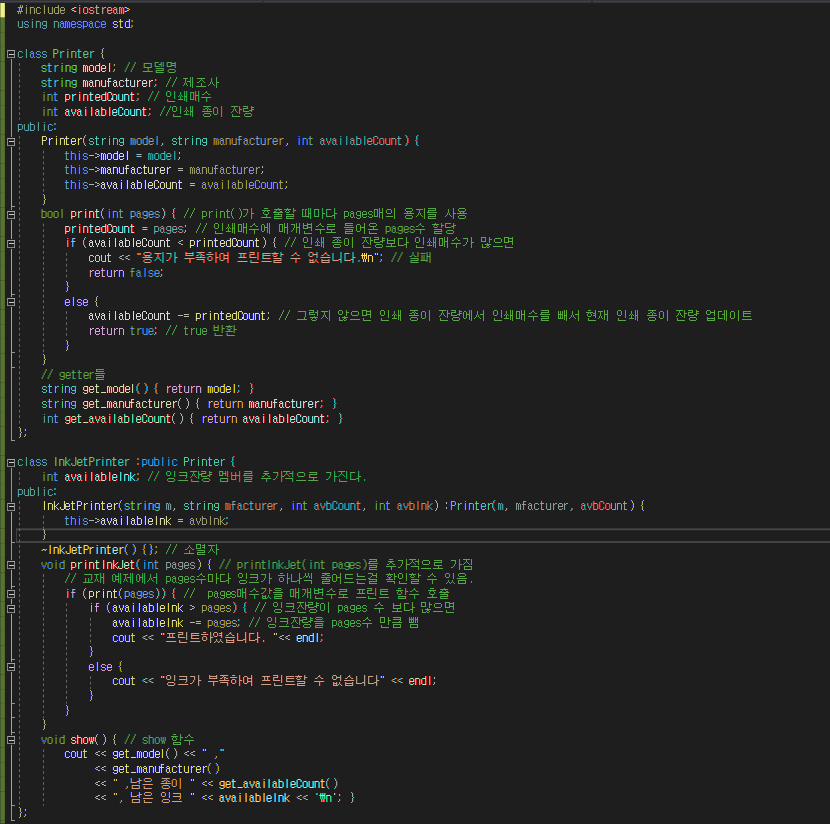 #include <iostream>
using namespace std;
class Printer {
string model; // 모델명
string manufacturer; // 제조사
int printedCount; // 인쇄매수
int availableCount; //인쇄 종이 잔량
public:
Printer(string model, string manufacturer, int availableCount) {
this->model = model;
this->manufacturer = manufacturer;
this->availableCount = availableCount;
}
bool print(int pages) { // print()가 호출할 때마다 pages매의 용지를 사용
printedCount = pages; // 인쇄매수에 매개변수로 들어온 pages수 할당
if (availableCount < printedCount) { // 인쇄 종이 잔량보다 인쇄매수가 많으면
cout << "용지가 부족하여 프린트할 수 없습니다.₩n"; // 실패
return false;
}
else {
availableCount -= printedCount; // 그렇지 않으면 인쇄 종이 잔량에서 인쇄매수를 빼서 현재 인쇄 종이 잔량 업데이트
return true; // true 반환
}
}
// getter들
string get_model() { return model; }
string get_manufacturer() { return manufacturer; }
int get_availableCount() { return availableCount; }
};
class InkJetPrinter :public Printer {
int availableInk; // 잉크잔량 멤버를 추가적으로 가진다.
public:
InkJetPrinter(string m, string mfacturer, int avbCount, int avbInk) :Printer(m, mfacturer, avbCount) {
this->availableInk = avbInk;
}
~InkJetPrinter() {}; // 소멸자
void printInkJet(int pages) { // printInkJet(int pages)를 추가적으로 가짐
// 교재 예제에서 pages수마다 잉크가 하나씩 줄어드는걸 확인할 수 있음.
if (print(pages)) { // pages매수값을 매개변수로 프린트 함수 호출
if (availableInk > pages) { // 잉크잔량이 pages 수 보다 많으면
availableInk -= pages; // 잉크잔량을 pages수 만큼 뺌
cout << "프린트하였습니다. "<< endl;
}
else {
cout << "잉크가 부족하여 프린트할 수 없습니다" << endl;
}
}
}
void show() { // show 함수
cout << get_model() << " ,"
<< get_manufacturer()
<< " ,남은 종이 " << get_availableCount()
<< ", 남은 잉크 " << availableInk << '₩n'; }
};